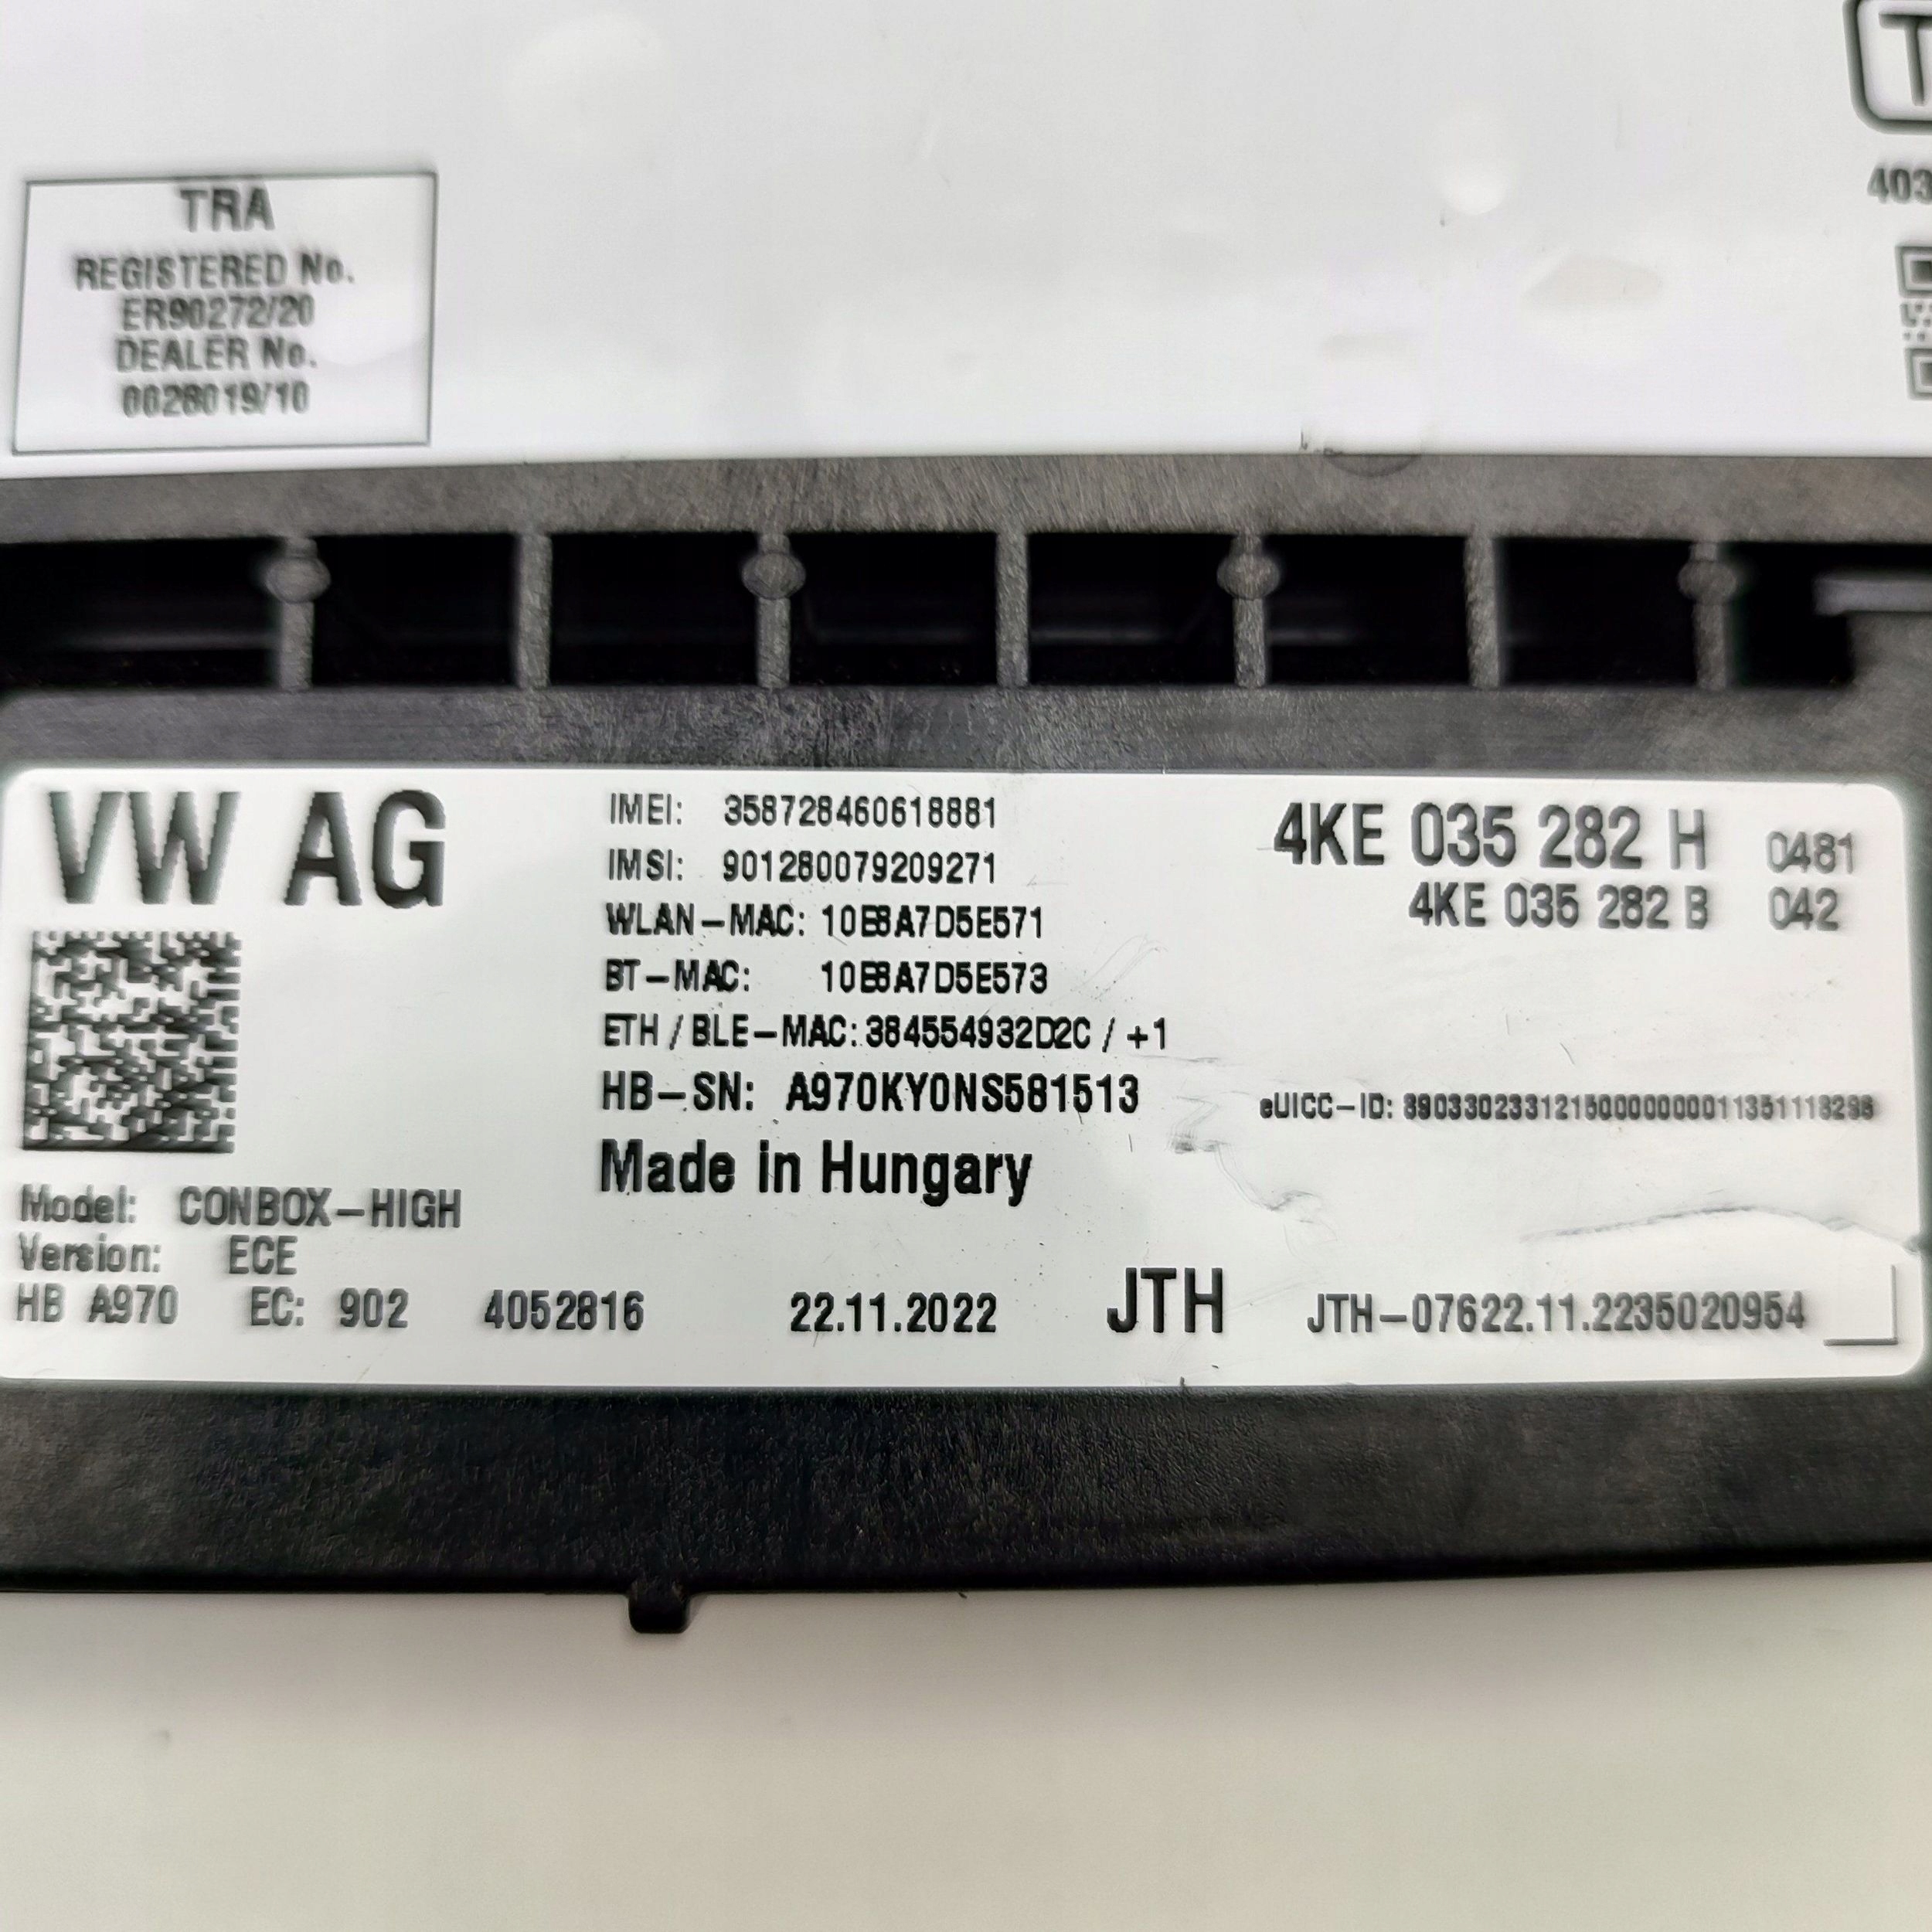 TRA
REGISTERED No.
ER90272/20
DEALER No.
0028019/10
403
VW AG
IMEI: 358728460618881
IMSI: 901280079209271
WLAN-MAC: 10E8A7D5E571
BT-MAC: 10E8A7D5E573
ETH / BLE-MAC: 384554932D2C / +1
HB-SN: A970KY0NS581513
Made in Hungary
4KE 035 282 H 0481
4KE 035 282 B 042
eUICC-ID:
Model: CONBOX-HIGH
Version: ECE
HB A970 EC: 902 4052816 22.11.2022 JTH JTH-07622.11.2235020954